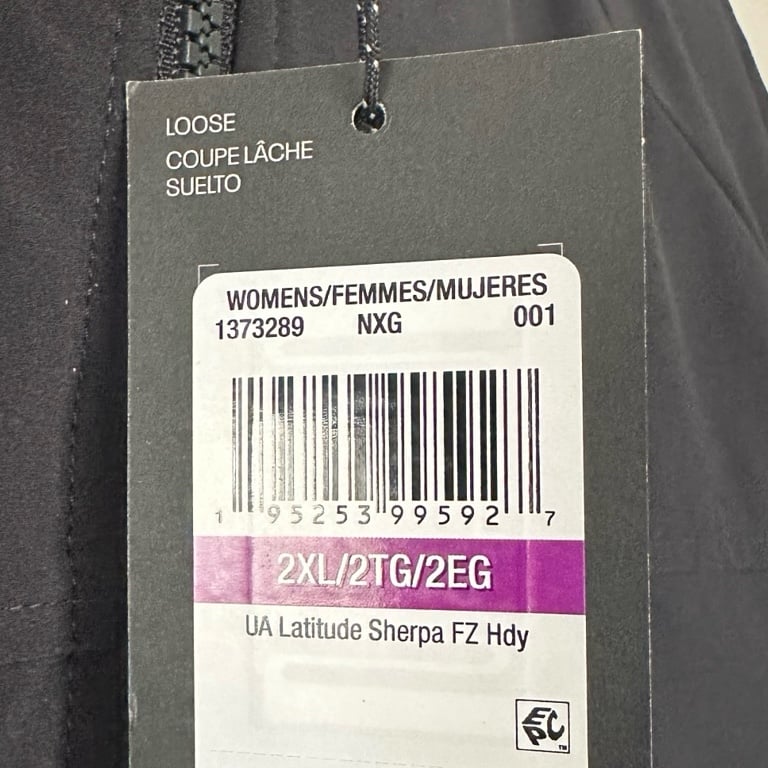 LOOSE
COUPE LÂCHE
SUELTO
WOMENS/FEMMES/MUJERES
1373289 NXG 001
1 95253 99592 7
2XL/2TG/2EG
UA Latitude Sherpa FZ Hdy
EPC TM